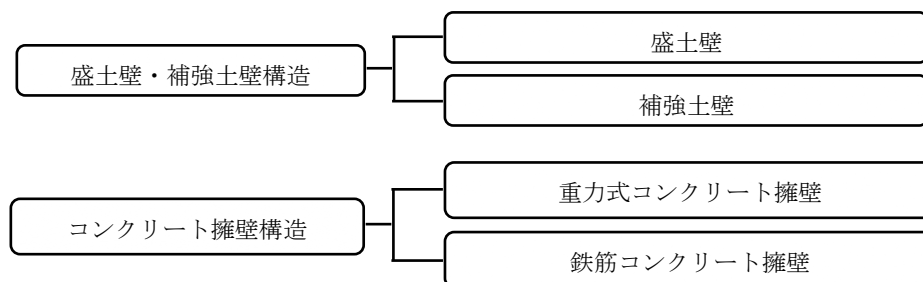 盛土壁・補強土壁構造
盛土壁
補強土壁
コンクリート擁壁構造
重力式コンクリート擁壁
鉄筋コンクリート擁壁